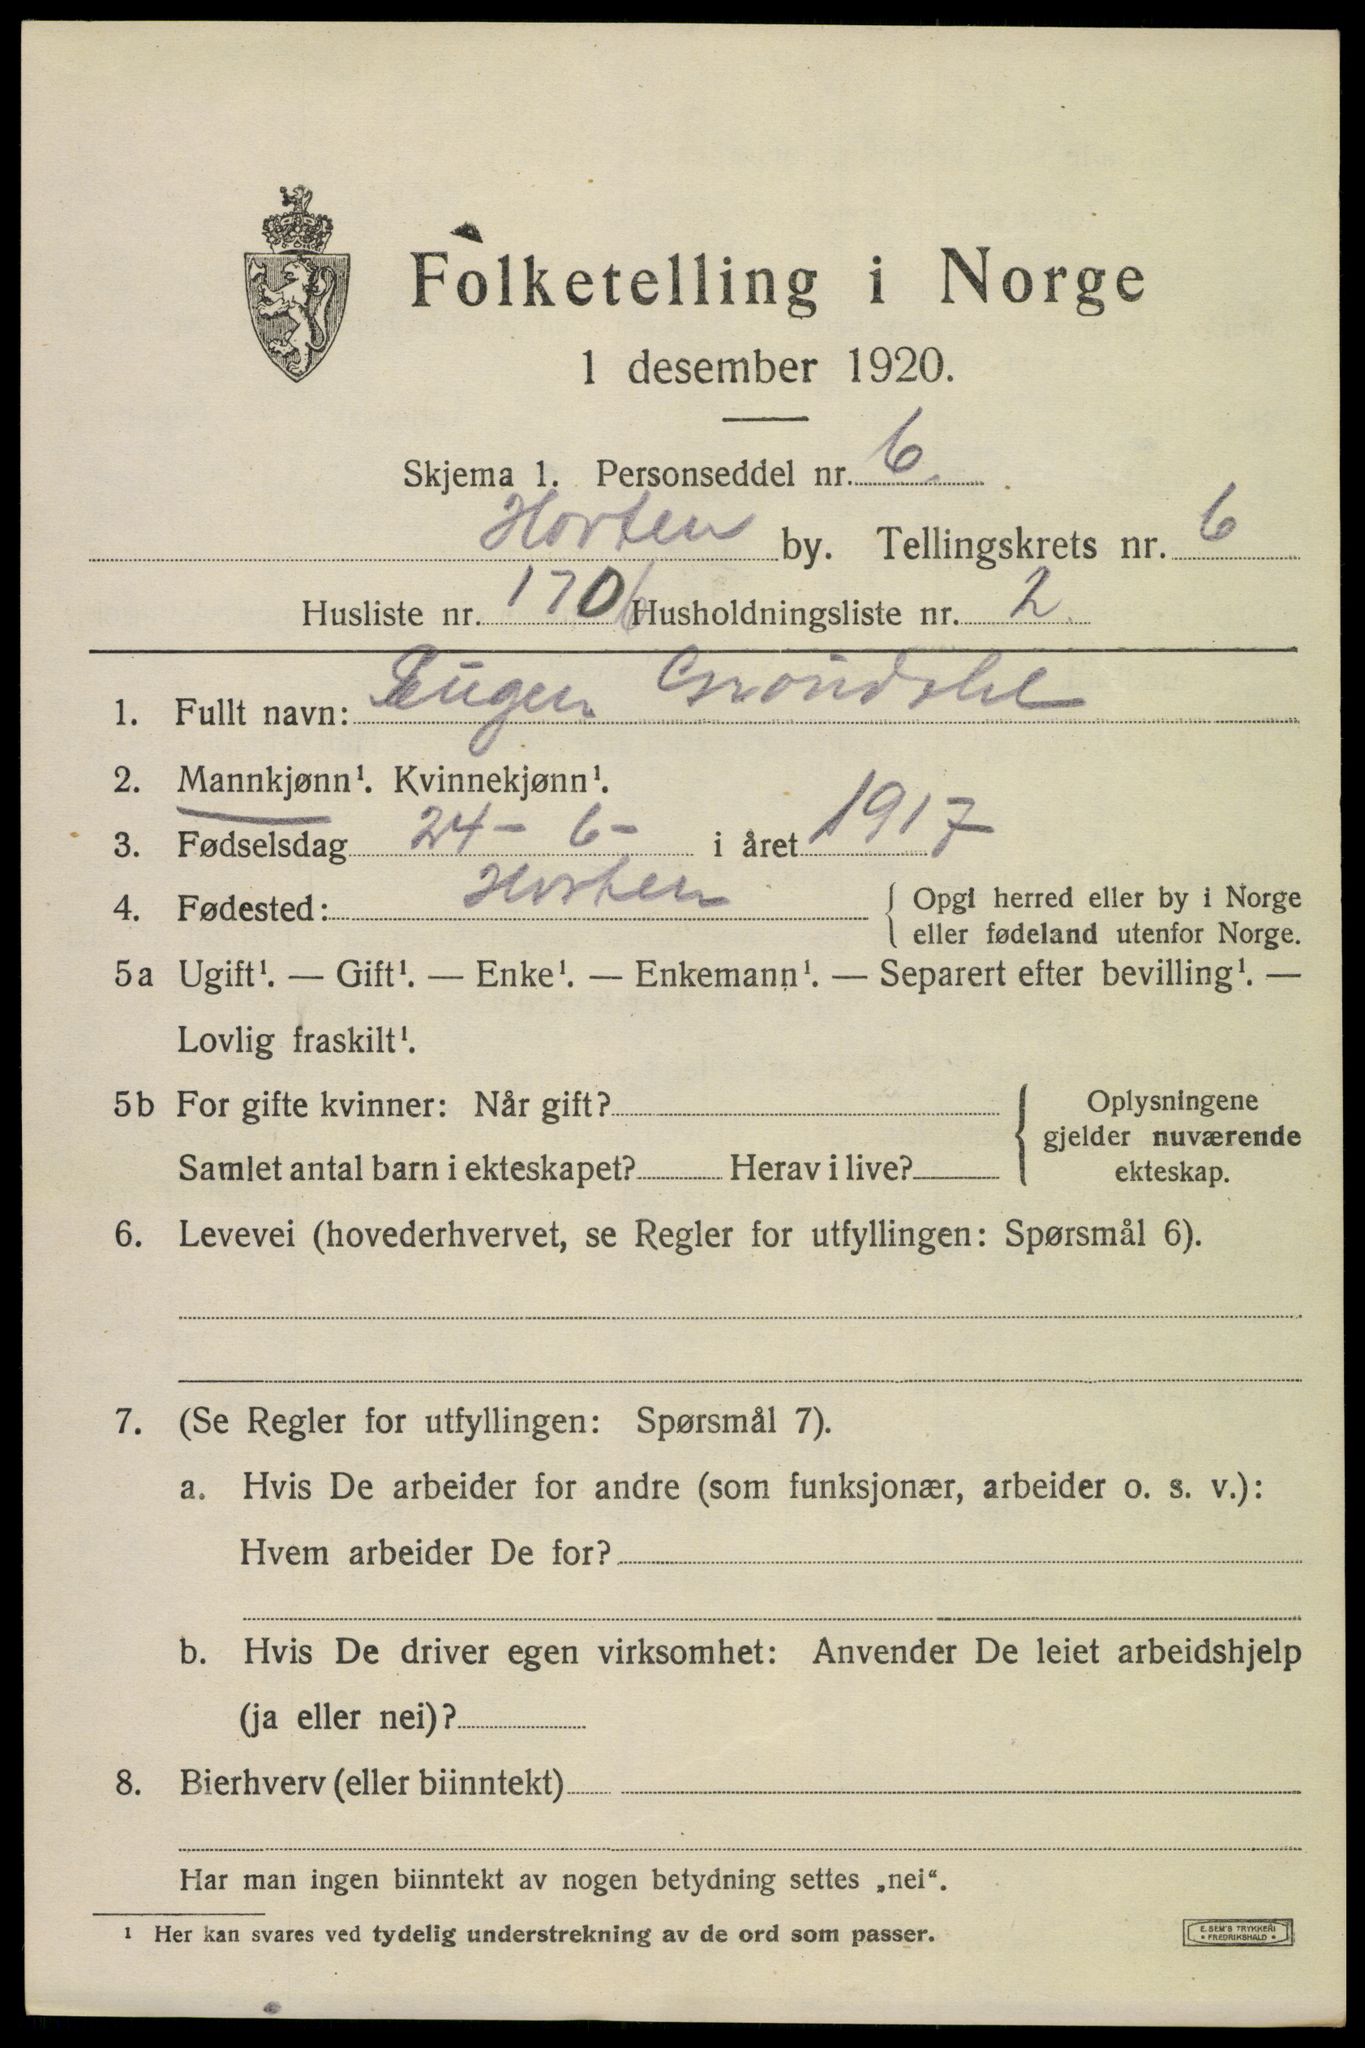 Folketelling i Norge
1 desember 1920.
Skjema 1. Personseddel nr. 6.
Horten by. Tellingskrets nr. 6
Husliste nr. 170 Husholdningsliste nr. 2
1. Fullt navn: Eugen Grøndahl
2. Mannkjønn¹. Kvinnekjønn¹.
3. Fødselsdag 24 – 6 – i året 1917
4. Fødested: Horten { Opgi herred eller by i Norge
eller fødeland utenfor Norge.
5a Ugift¹. — Gift¹. — Enke¹. — Enkemann¹. — Separert efter bevilling¹. —
Lovlig fraskilt¹.
5b For gifte kvinner: Når gift? Oplysningene
gjelder nuværende
Samlet antal barn i ekteskapet? Herav i live? ekteskap.
6. Levevei (hovederhvervet, se Regler for utfyllingen: Spørsmål 6).
7. (Se Regler for utfyllingen: Spørsmål 7).
a. Hvis De arbeider for andre (som funksjonær, arbeider o. s. v.):
Hvem arbeider De for?
b. Hvis De driver egen virksomhet: Anvender De leiet arbeidshjelp
(ja eller nei)?
8. Bierhverv (eller biinntekt)
Har man ingen biinntekt av nogen betydning settes „nei“.
¹ Her kan svares ved tydelig understrekning av de ord som passer.
E. SEM'S TRYKKERI
• FREDRIKSHALD •